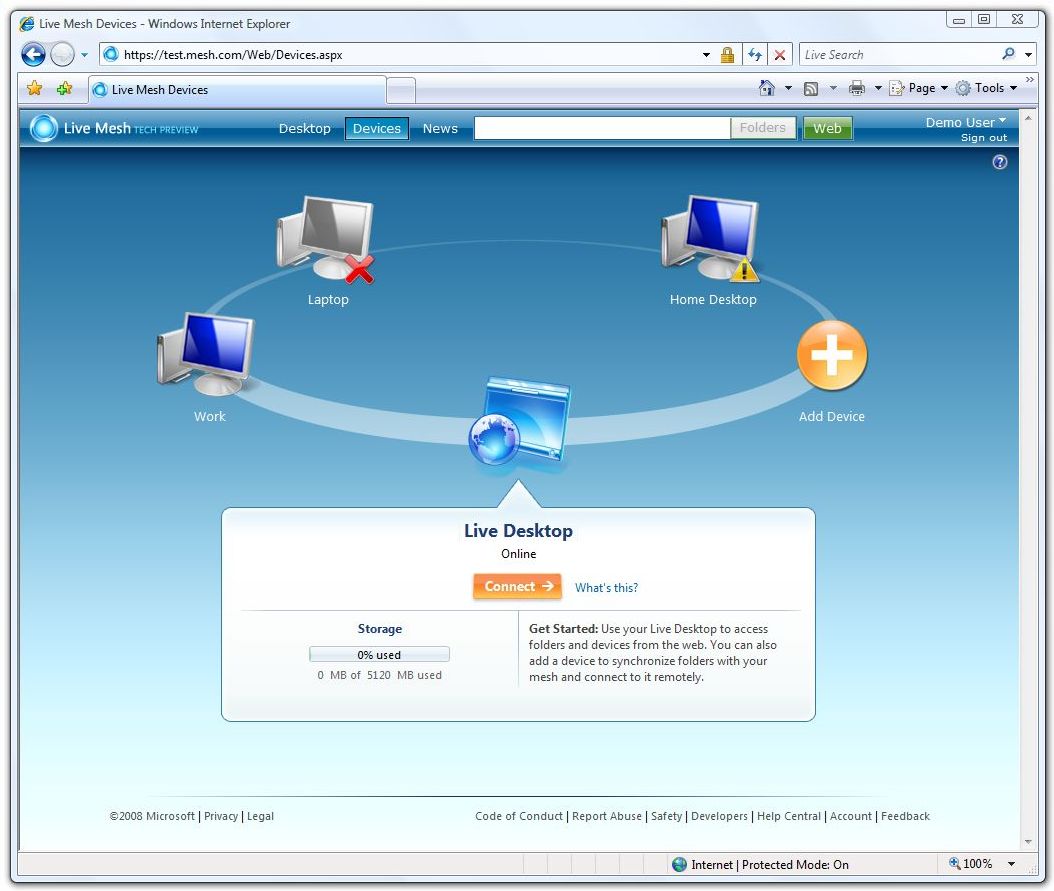 Live Mesh Devices - Windows Internet Explorer
https://test.mesh.com/Web/Devices.aspx
Live Search
Live Mesh Devices
Page
Tools
Live Mesh TECH PREVIEW
Desktop
Devices
News
Folders
Web
Demo User
Sign out
Laptop
Home Desktop
Work
Add Device
Live Desktop
Online
Connect
What's this?
Storage
0% used
0 MB of 5120 MB used
Get Started: Use your Live Desktop to access
folders and devices from the web. You can also
add a device to synchronize folders with your
mesh and connect to it remotely.
©2008 Microsoft | Privacy | Legal
Code of Conduct | Report Abuse | Safety | Developers | Help Central | Account | Feedback
Internet | Protected Mode: On
100%